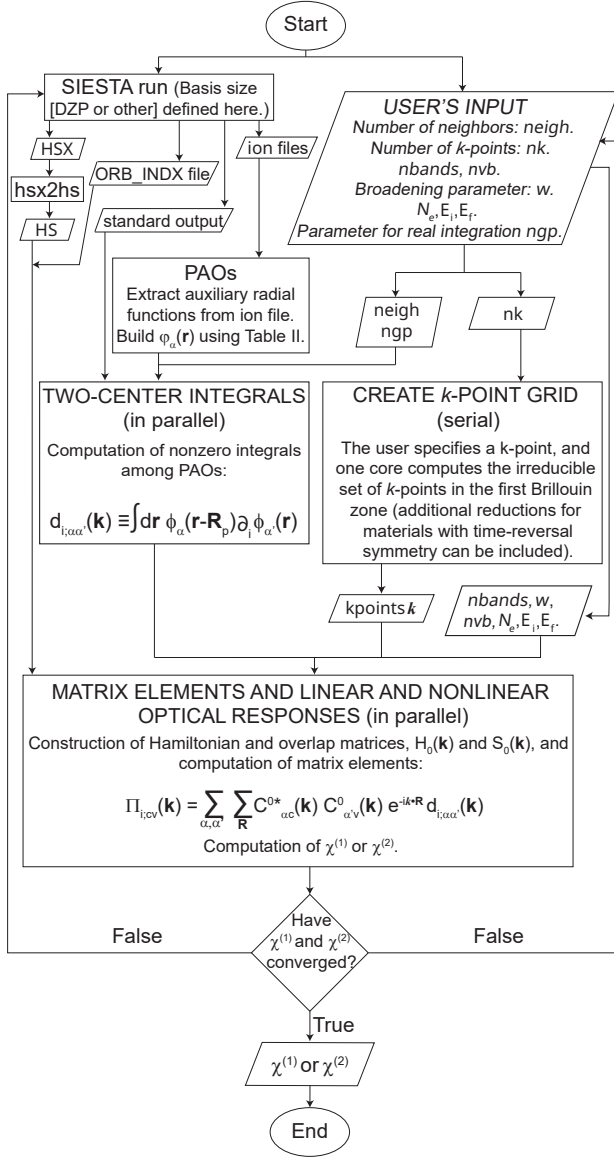 Start
SIESTA run (Basis size
[DZP or other] defined here.)
USER'S INPUT
Number of neighbors: neigh.
Number of k-points: nk.
nbands, nvb.
Broadening parameter: w.
Nₑ,Eᵢ,E_f.
Parameter for real integration ngp.
HSX
hsx2hs
HS
ORB_INDX file
ion files
standard output
PAOs
Extract auxiliary radial
functions from ion file.
Build φ_α(r) using Table II.
neigh
ngp
nk
TWO-CENTER INTEGRALS
(in parallel)
Computation of nonzero integrals
among PAOs:
d_{i;αα'}(k) ≡∫dr ϕ_α(r-R_p)∂_i ϕ_α'(r)
CREATE k-POINT GRID
(serial)
The user specifies a k-point, and
one core computes the irreducible
set of k-points in the first Brillouin
zone (additional reductions for
materials with time-reversal
symmetry can be included).
kpoints k
nbands, w,
nvb, Nₑ,Eᵢ,E_f.
MATRIX ELEMENTS AND LINEAR AND NONLINEAR
OPTICAL RESPONSES (in parallel)
Construction of Hamiltonian and overlap matrices, H₀(k) and S₀(k), and
computation of matrix elements:
Π_{i;cv}(k) = ∑_{α,α'} ∑_R C^{0*}_{αc}(k) C^0_{α'v}(k) e^{-ik•R} d_{i;αα'}(k)
Computation of χ⁽¹⁾ or χ⁽²⁾.
Have
χ⁽¹⁾ and χ⁽²⁾
converged?
False
False
True
χ⁽¹⁾ or χ⁽²⁾
End